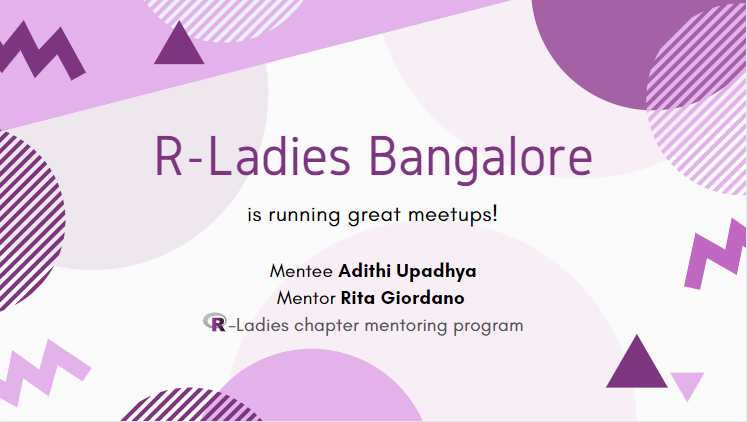 R-Ladies Bangalore
is running great meetups!
Mentee Adithi Upadhya
Mentor Rita Giordano
R-Ladies chapter mentoring program